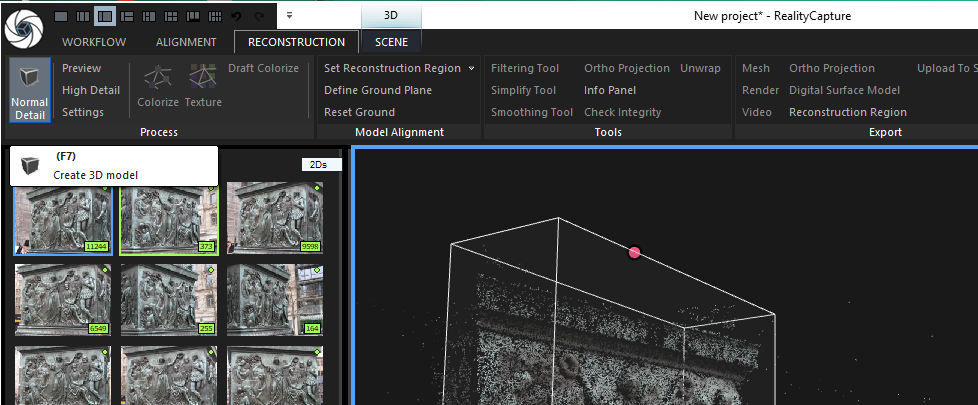 3D
New project* - RealityCapture
WORKFLOW ALIGNMENT RECONSTRUCTION SCENE
Normal Detail
Preview
High Detail
Settings
Colorize
Texture
Draft Colorize
Process
Set Reconstruction Region
Define Ground Plane
Reset Ground
Model Alignment
Filtering Tool
Simplify Tool
Smoothing Tool
Ortho Projection
Info Panel
Check Integrity
Unwrap
Tools
Mesh
Render
Video
Ortho Projection
Digital Surface Model
Reconstruction Region
Upload To S
Export
(F7)
Create 3D model
2Ds
11244
373
9598
6549
255
164